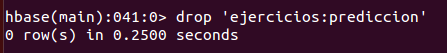 hbase(main):041:0> drop 'ejercicios:prediccion'
0 row(s) in 0.2500 seconds